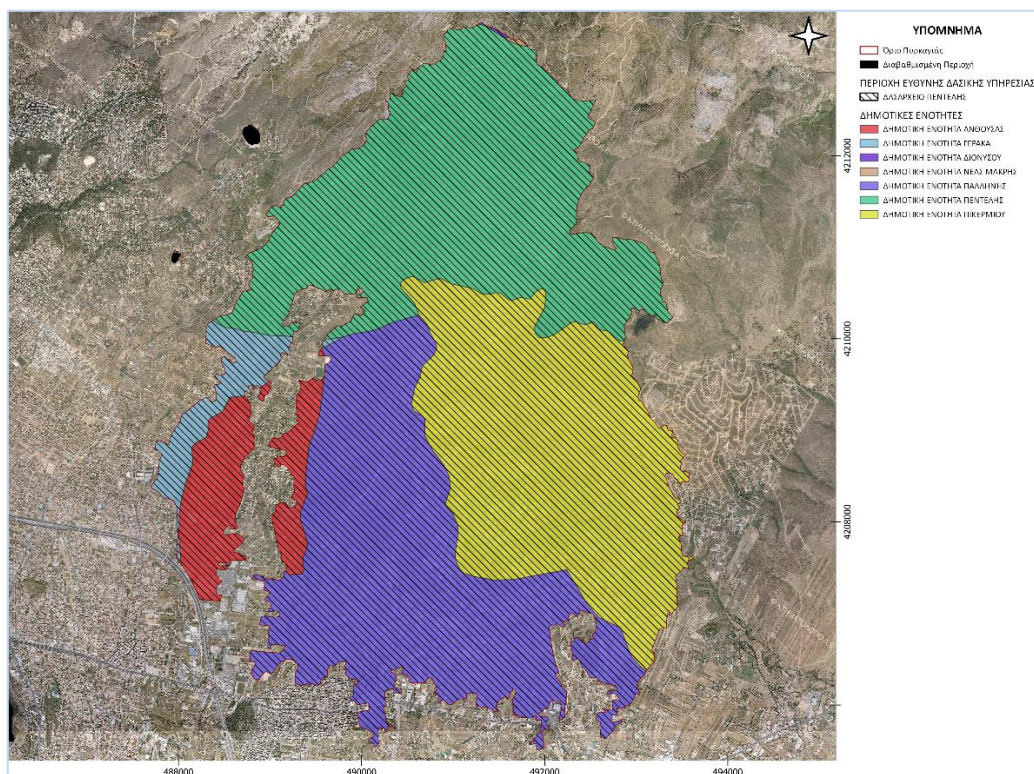 ΥΠΟΜΝΗΜΑ
Όριο Πυρκαγιάς
Διαβαθμισμένη Περιοχή
ΠΕΡΙΟΧΗ ΕΥΘΥΝΗΣ ΔΑΣΙΚΗΣ ΥΠΗΡΕΣΙΑΣ
ΔΑΣΑΡΧΕΙΟ ΠΕΝΤΕΛΗΣ
ΔΗΜΟΤΙΚΕΣ ΕΝΟΤΗΤΕΣ
ΔΗΜΟΤΙΚΗ ΕΝΟΤΗΤΑ ΑΝΘΟΥΣΑΣ
ΔΗΜΟΤΙΚΗ ΕΝΟΤΗΤΑ ΓΕΡΑΚΑ
ΔΗΜΟΤΙΚΗ ΕΝΟΤΗΤΑ ΔΙΟΝΥΣΟΥ
ΔΗΜΟΤΙΚΗ ΕΝΟΤΗΤΑ ΝΕΑΣ ΜΑΚΡΗΣ
ΔΗΜΟΤΙΚΗ ΕΝΟΤΗΤΑ ΠΑΛΛΗΝΗΣ
ΔΗΜΟΤΙΚΗ ΕΝΟΤΗΤΑ ΠΕΝΤΕΛΗΣ
ΔΗΜΟΤΙΚΗ ΕΝΟΤΗΤΑ ΠΙΚΕΡΜΙΟΥ
4212000
4210000
4208000
488000
490000
492000
494000